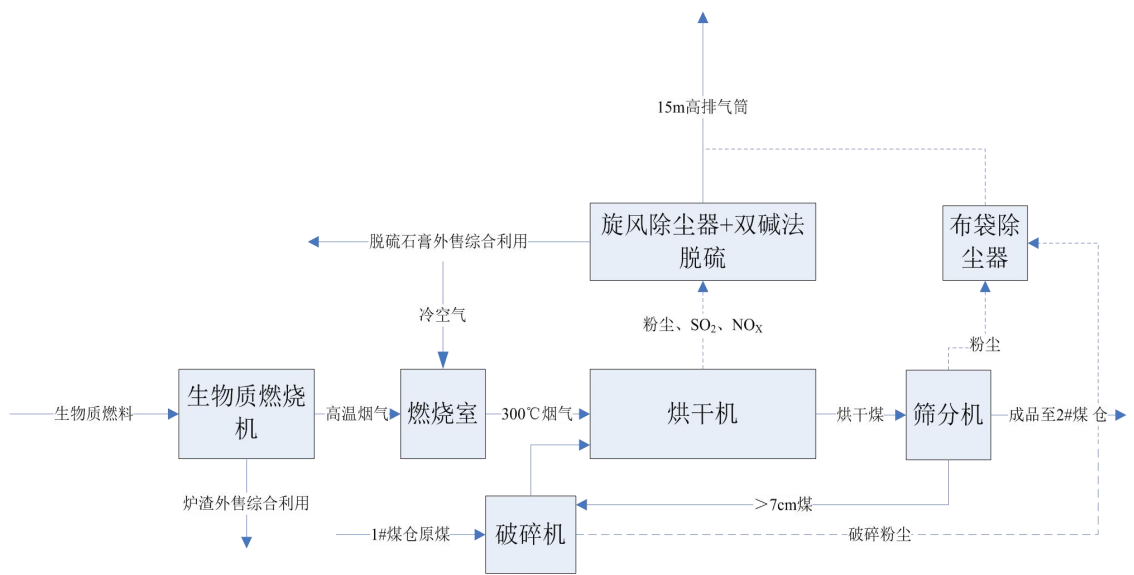 15m高排气筒
旋风除尘器+双碱法
脱硫
布袋除
尘器
脱硫石膏外售综合利用
冷空气
粉尘、SO₂、NOX
粉尘
生物质燃料
生物质燃烧
机
高温烟气
燃烧室
300℃烟气
烘干机
烘干煤
筛分机
成品至2#煤仓
炉渣外售综合利用
>7cm煤
1#煤仓原煤
破碎机
破碎粉尘